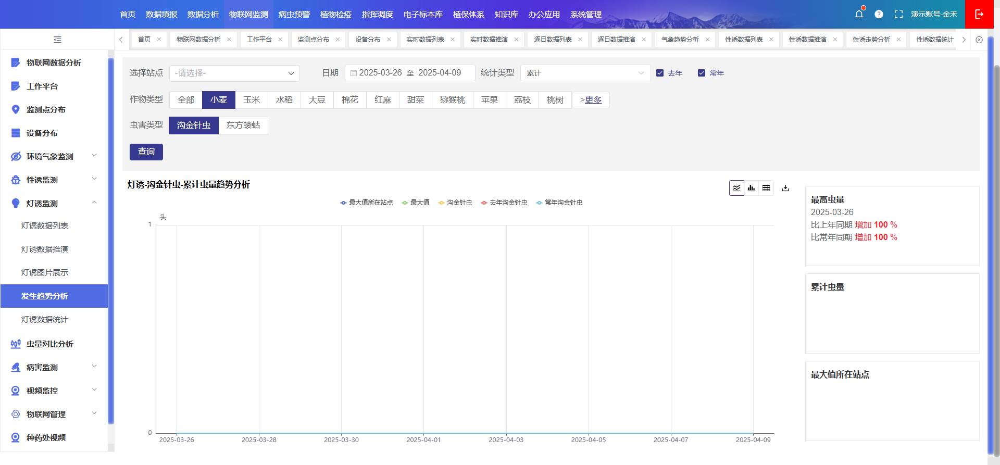 首页 数据填报 数据分析 物联网监测 病虫预警 植物检疫 指挥调度 电子标本库 植保体系 知识库 办公应用 系统管理 演示账号-金禾
首页 物联网数据分析 工作平台 监测点分布 设备分布 实时数据列表 实时数据推演 逐日数据列表 逐日数据推演 气象趋势分析 性诱数据列表 性诱数据推演 性诱走势分析 性诱数据统计
物联网数据分析
工作平台
监测点分布
设备分布
环境气象监测
性诱监测
灯诱监测
灯诱数据列表
灯诱数据推演
灯诱图片展示
发生趋势分析
灯诱数据统计
虫量对比分析
病害监测
视频监控
物联网管理
种药处视频
选择站点 -请选择- 日期 2025-03-26 至 2025-04-09 统计类型 累计 去年 常年
作物类型 全部 小麦 玉米 水稻 大豆 棉花 红麻 甜菜 猕猴桃 苹果 荔枝 桃树 >更多
虫害类型 沟金针虫 东方蝼蛄
查询
灯诱-沟金针虫-累计虫量趋势分析
最大值所在站点 最大值 沟金针虫 去年沟金针虫 常年沟金针虫
头
1
0
2025-03-26 2025-03-28 2025-03-30 2025-04-01 2025-04-03 2025-04-05 2025-04-07 2025-04-09
最高虫量
2025-03-26
比上年同期 增加 100 %
比常年同期 增加 100 %
累计虫量
最大值所在站点